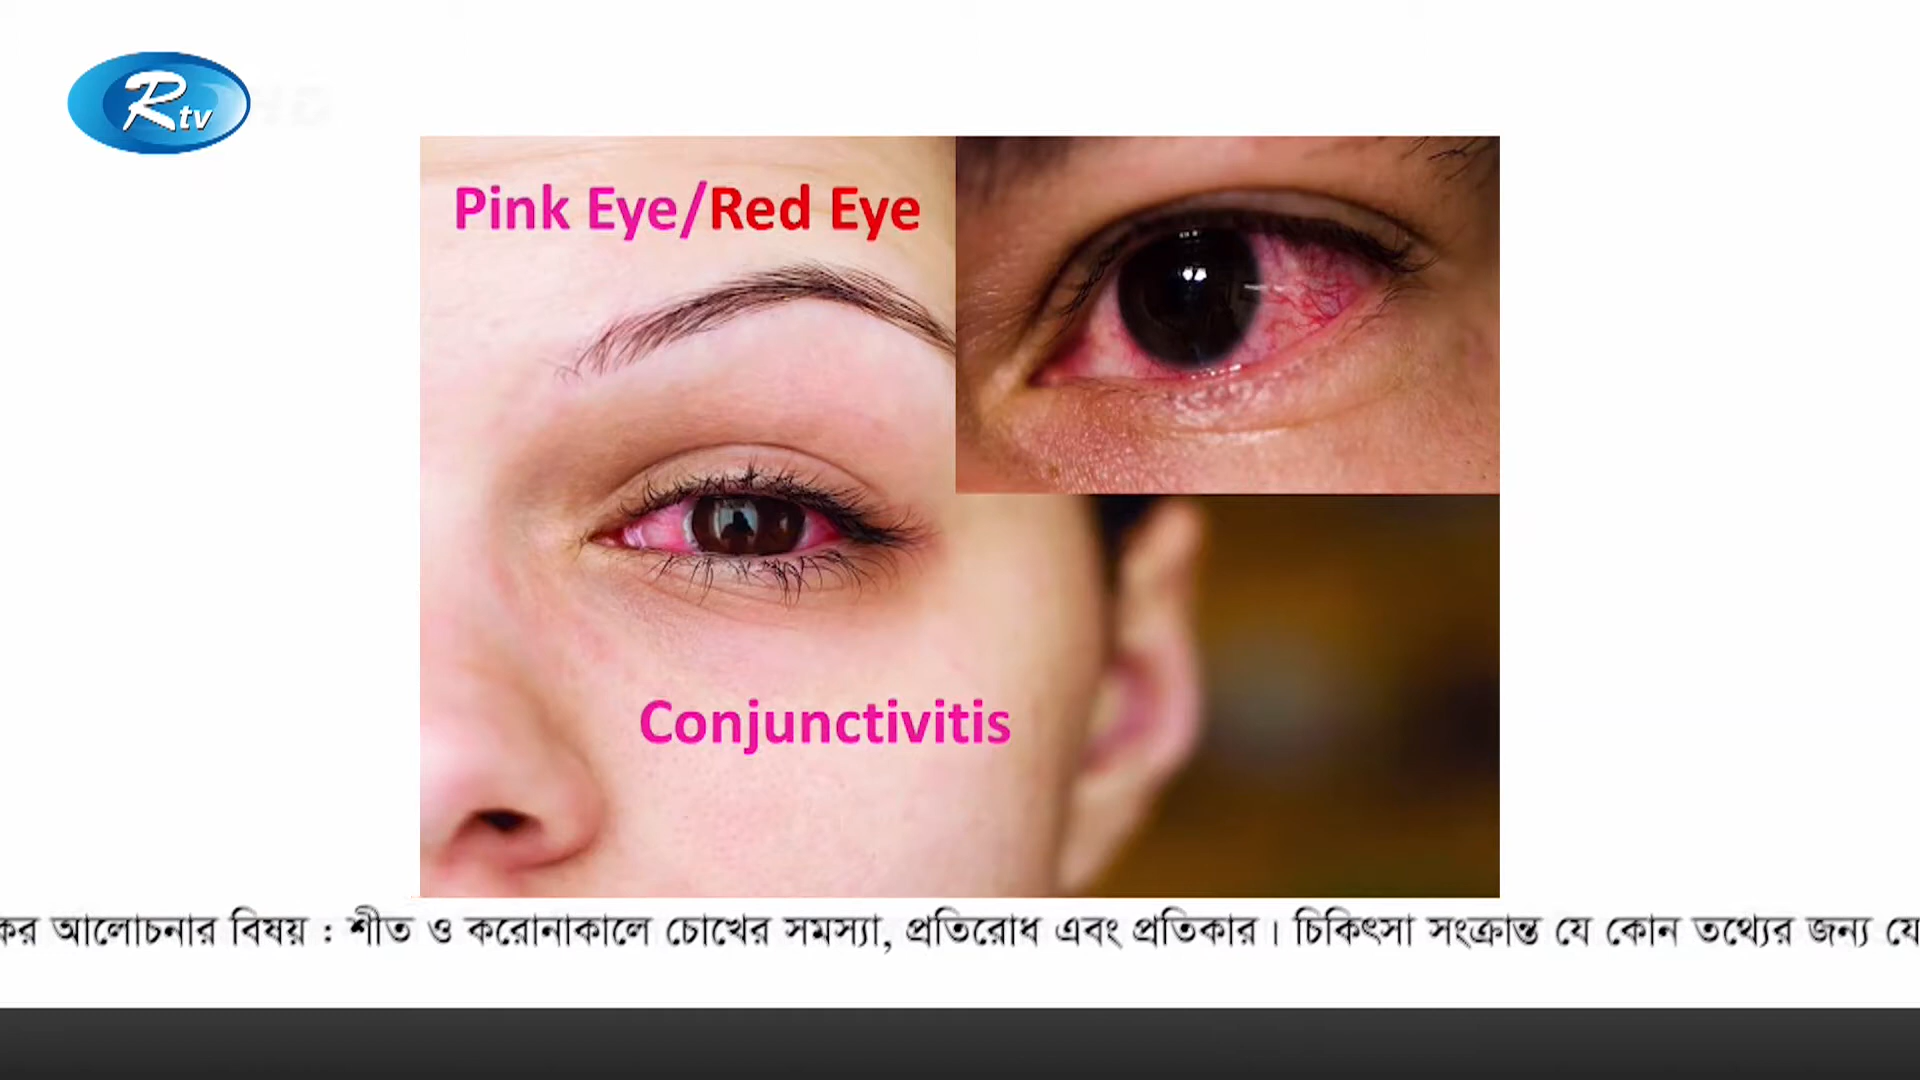 Rtv
Pink Eye/Red Eye
Conjunctivitis
আলোচনার বিষয় : শীত ও করোনাকালে চোখের সমস্যা, প্রতিরোধ এবং প্রতিকার। চিকিৎসা সংক্রান্ত যে কোন তথ্যের জন্য